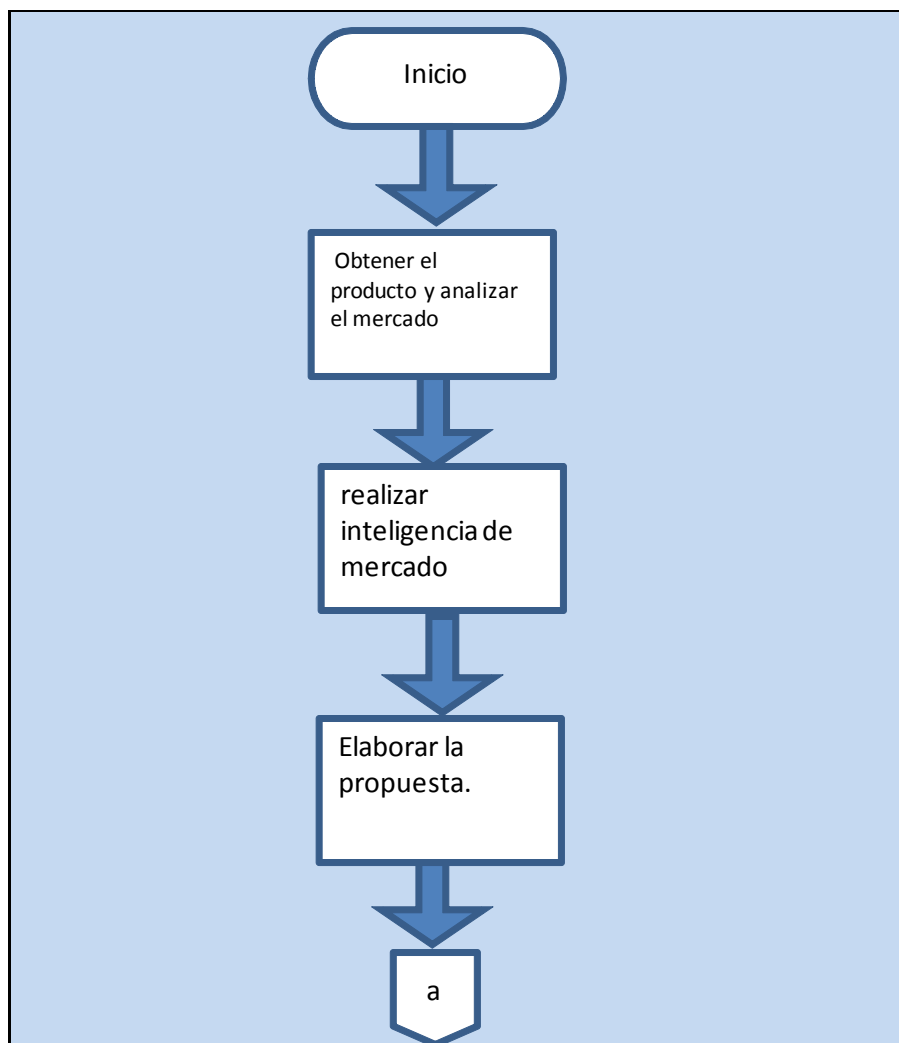 Inicio
Obtener el
producto y analizar
el mercado
realizar
inteligencia de
mercado
Elaborar la
propuesta.
a